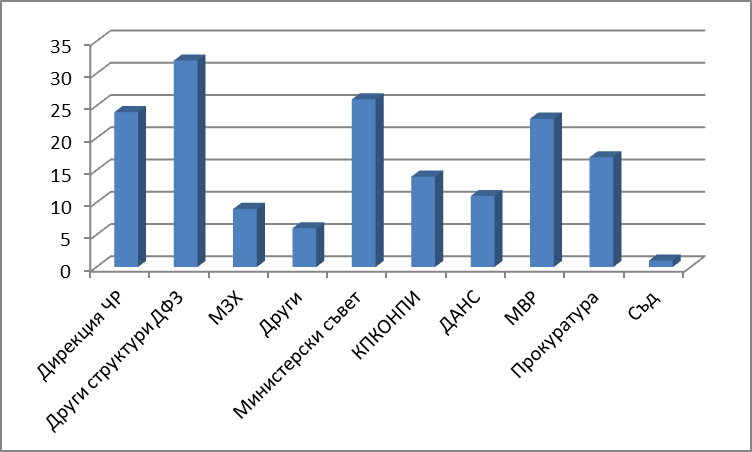 35
30
25
20
15
10
5
0
Дирекция ЧР
Други структури ДФЗ
МЗХ
Други
Министерски съвет
КПКОНПИ
ДАНС
МВР
Прокуратура
Съд